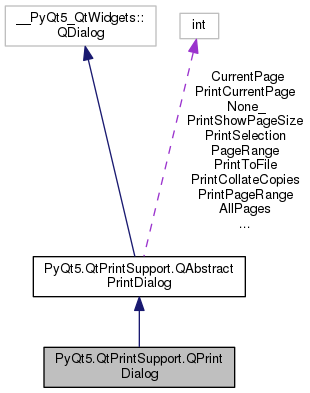 __PyQt5_QtWidgets::
QDialog
int
CurrentPage
PrintCurrentPage
None_
PrintShowPageSize
PrintSelection
PageRange
PrintToFile
PrintCollateCopies
PrintPageRange
AllPages
...
PyQt5.QtPrintSupport.QAbstract
PrintDialog
PyQt5.QtPrintSupport.QPrint
Dialog